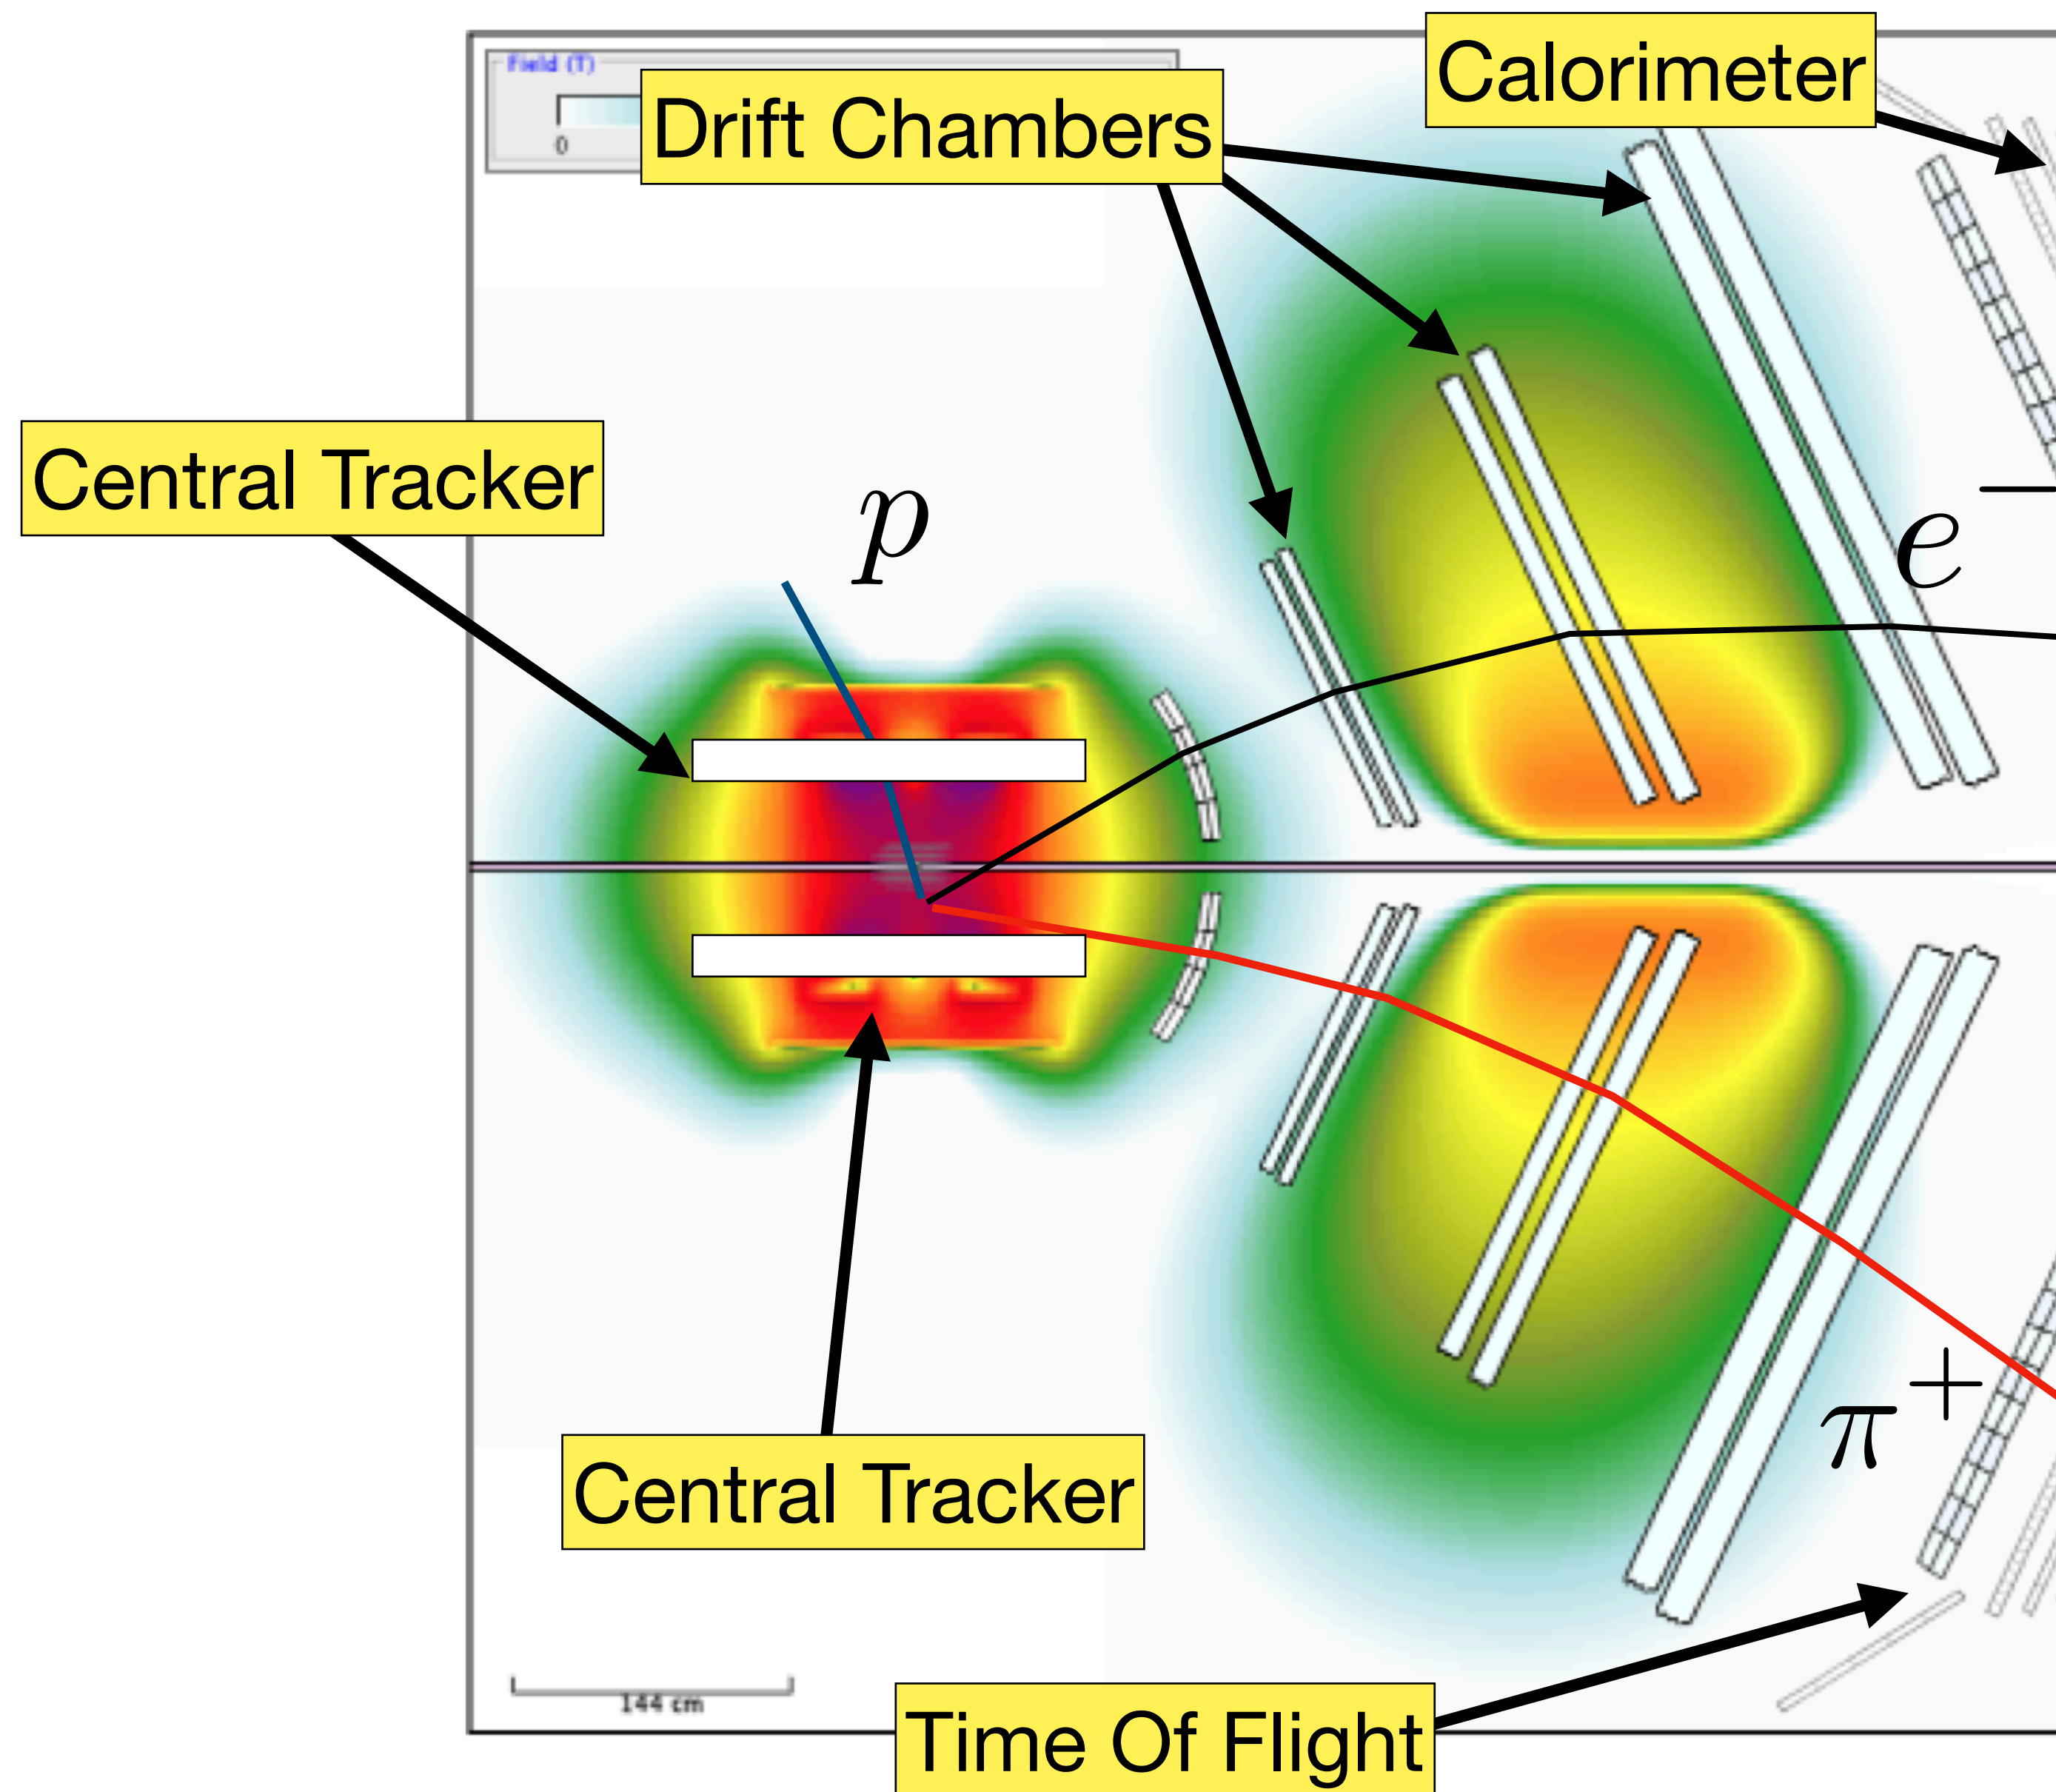 Calorimeter
Field (T)
Drift Chambers
0
Central Tracker
p
e⁻
π⁺
Central Tracker
144 cm
Time Of Flight